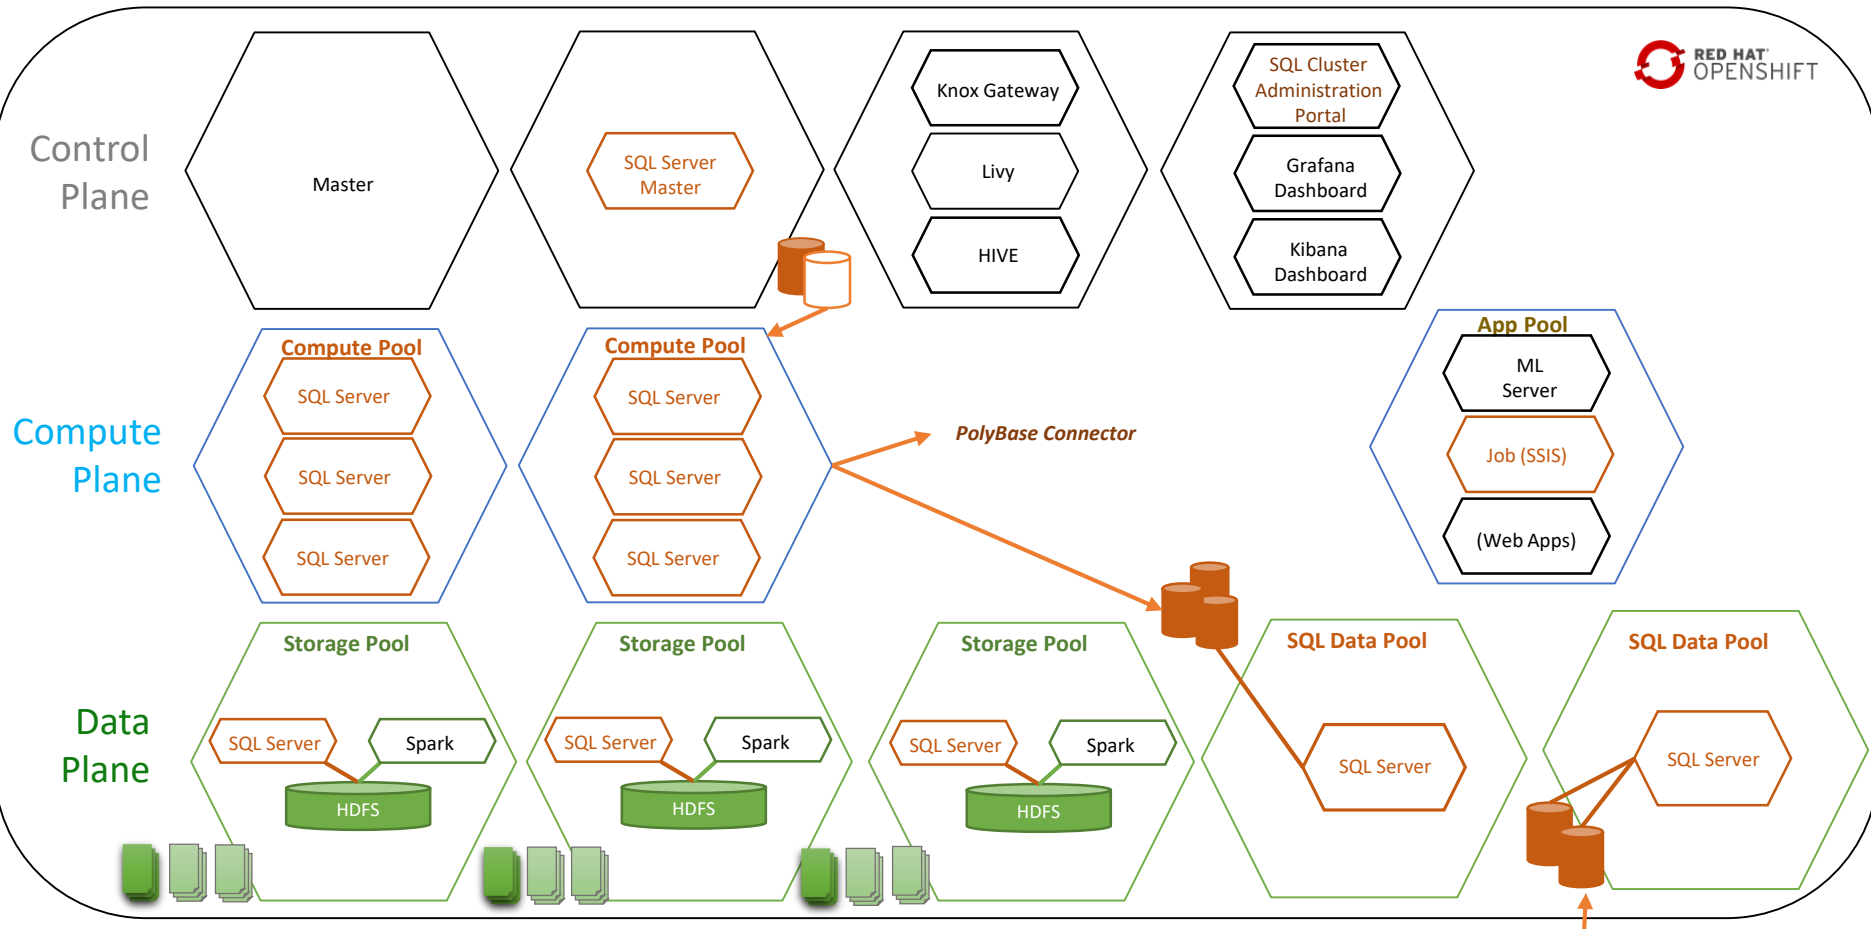 RED HAT
OPENSHIFT
Control
Plane
Master
SQL Server
Master
Knox Gateway
Livy
HIVE
SQL Cluster
Administration
Portal
Grafana
Dashboard
Kibana
Dashboard
Compute
Plane
Compute Pool
SQL Server
SQL Server
SQL Server
Compute Pool
SQL Server
SQL Server
SQL Server
PolyBase Connector
App Pool
ML
Server
Job (SSIS)
(Web Apps)
Data
Plane
Storage Pool
SQL Server
Spark
HDFS
Storage Pool
SQL Server
Spark
HDFS
Storage Pool
SQL Server
Spark
HDFS
SQL Data Pool
SQL Server
SQL Data Pool
SQL Server